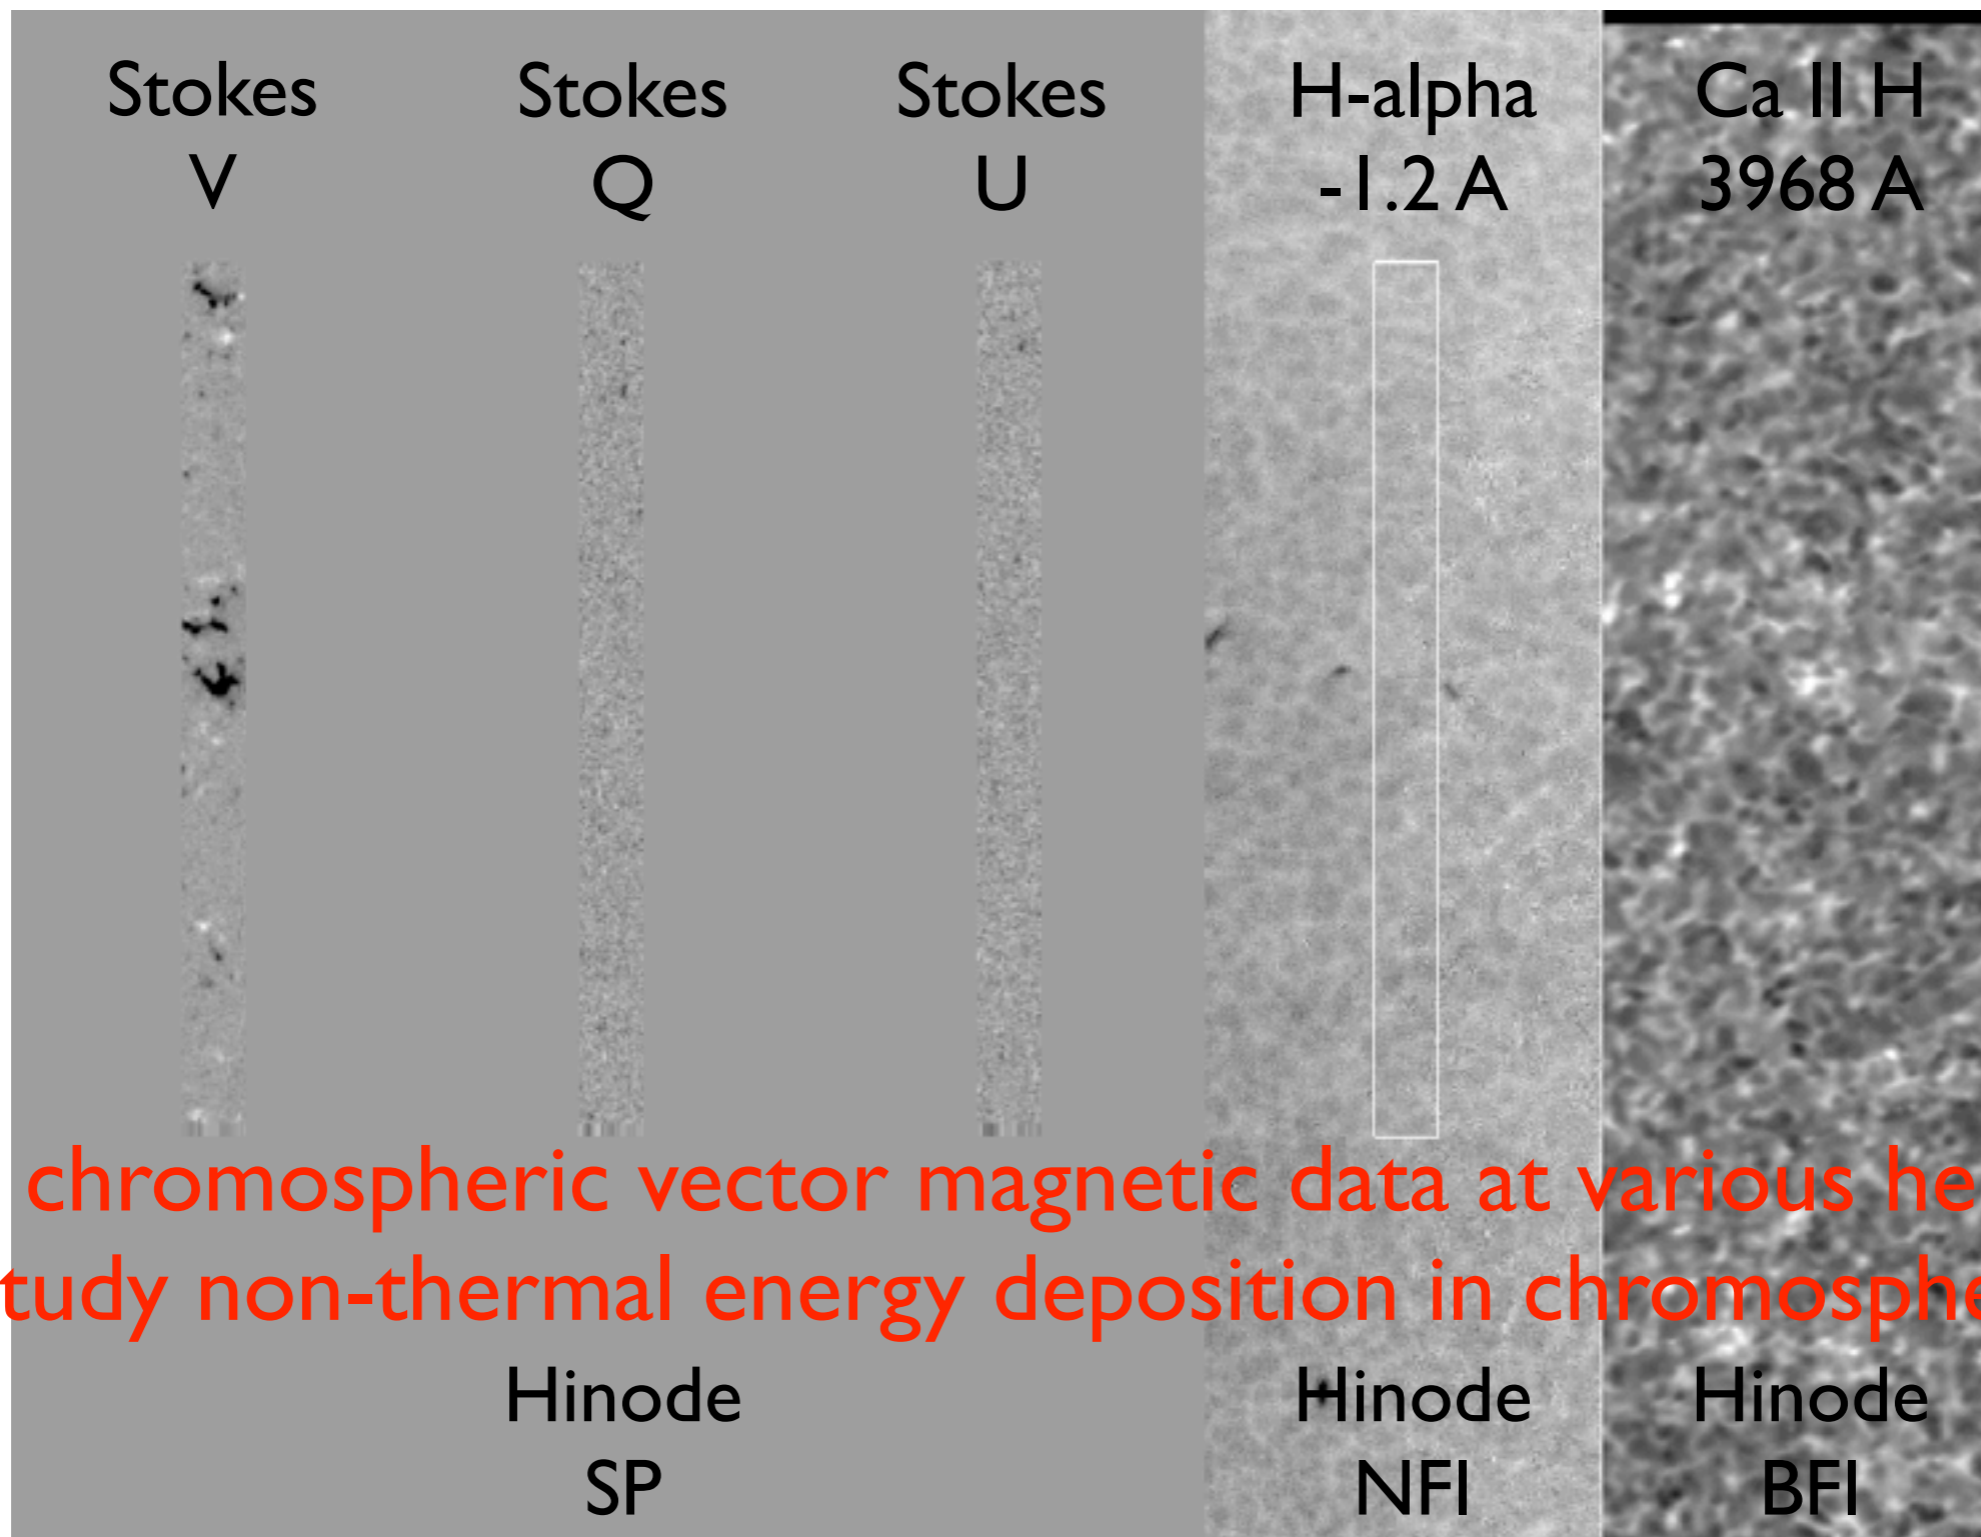 Stokes V
Stokes Q
Stokes U
H-alpha -1.2 A
Ca II H 3968 A
chromospheric vector magnetic data at various he
tudy non-thermal energy deposition in chromosphe
Hinode SP
Hinode NFI
Hinode BFI